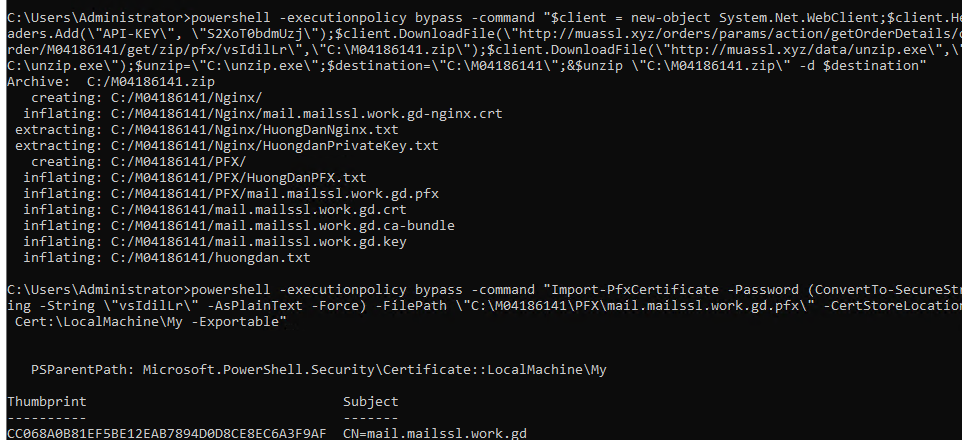 C:\Users\Administrator>powershell -executionpolicy bypass -command "$client = new-object System.Net.WebClient;$client.He
aders.Add(\"API-KEY\", \"S2XoT0bdmUzj\");$client.DownloadFile(\"http://muassl.xyz/orders/params/action/getOrderDetails/o
rder/M04186141/get/zip/pfx/vsIdilLr\",\"C:\M04186141.zip\");$client.DownloadFile(\"http://muassl.xyz/data/unzip.exe\",\"
C:\unzip.exe\");$unzip=\"C:\unzip.exe\";$destination=\"C:\M04186141\";&$unzip \"C:\M04186141.zip\" -d $destination"
Archive:  C:/M04186141.zip
   creating: C:/M04186141/Nginx/
  inflating: C:/M04186141/Nginx/mail.mailssl.work.gd-nginx.crt
 extracting: C:/M04186141/Nginx/HuongDanNginx.txt
 extracting: C:/M04186141/Nginx/HuongdanPrivateKey.txt
   creating: C:/M04186141/PFX/
  inflating: C:/M04186141/PFX/HuongDanPFX.txt
  inflating: C:/M04186141/PFX/mail.mailssl.work.gd.pfx
  inflating: C:/M04186141/mail.mailssl.work.gd.crt
  inflating: C:/M04186141/mail.mailssl.work.gd.ca-bundle
  inflating: C:/M04186141/mail.mailssl.work.gd.key
  inflating: C:/M04186141/huongdan.txt
C:\Users\Administrator>powershell -executionpolicy bypass -command "Import-PfxCertificate -Password (ConvertTo-SecureStr
ing -String \"vsIdilLr\" -AsPlainText -Force) -FilePath \"C:\M04186141\PFX\mail.mailssl.work.gd.pfx\" -CertStoreLocation
 Cert:\LocalMachine\My -Exportable"
   PSParentPath: Microsoft.PowerShell.Security\Certificate::LocalMachine\My
Thumbprint                                Subject
----------                                -------
CC068A0B81EF5BE12EAB7894D0D8CE8EC6A3F9AF  CN=mail.mailssl.work.gd